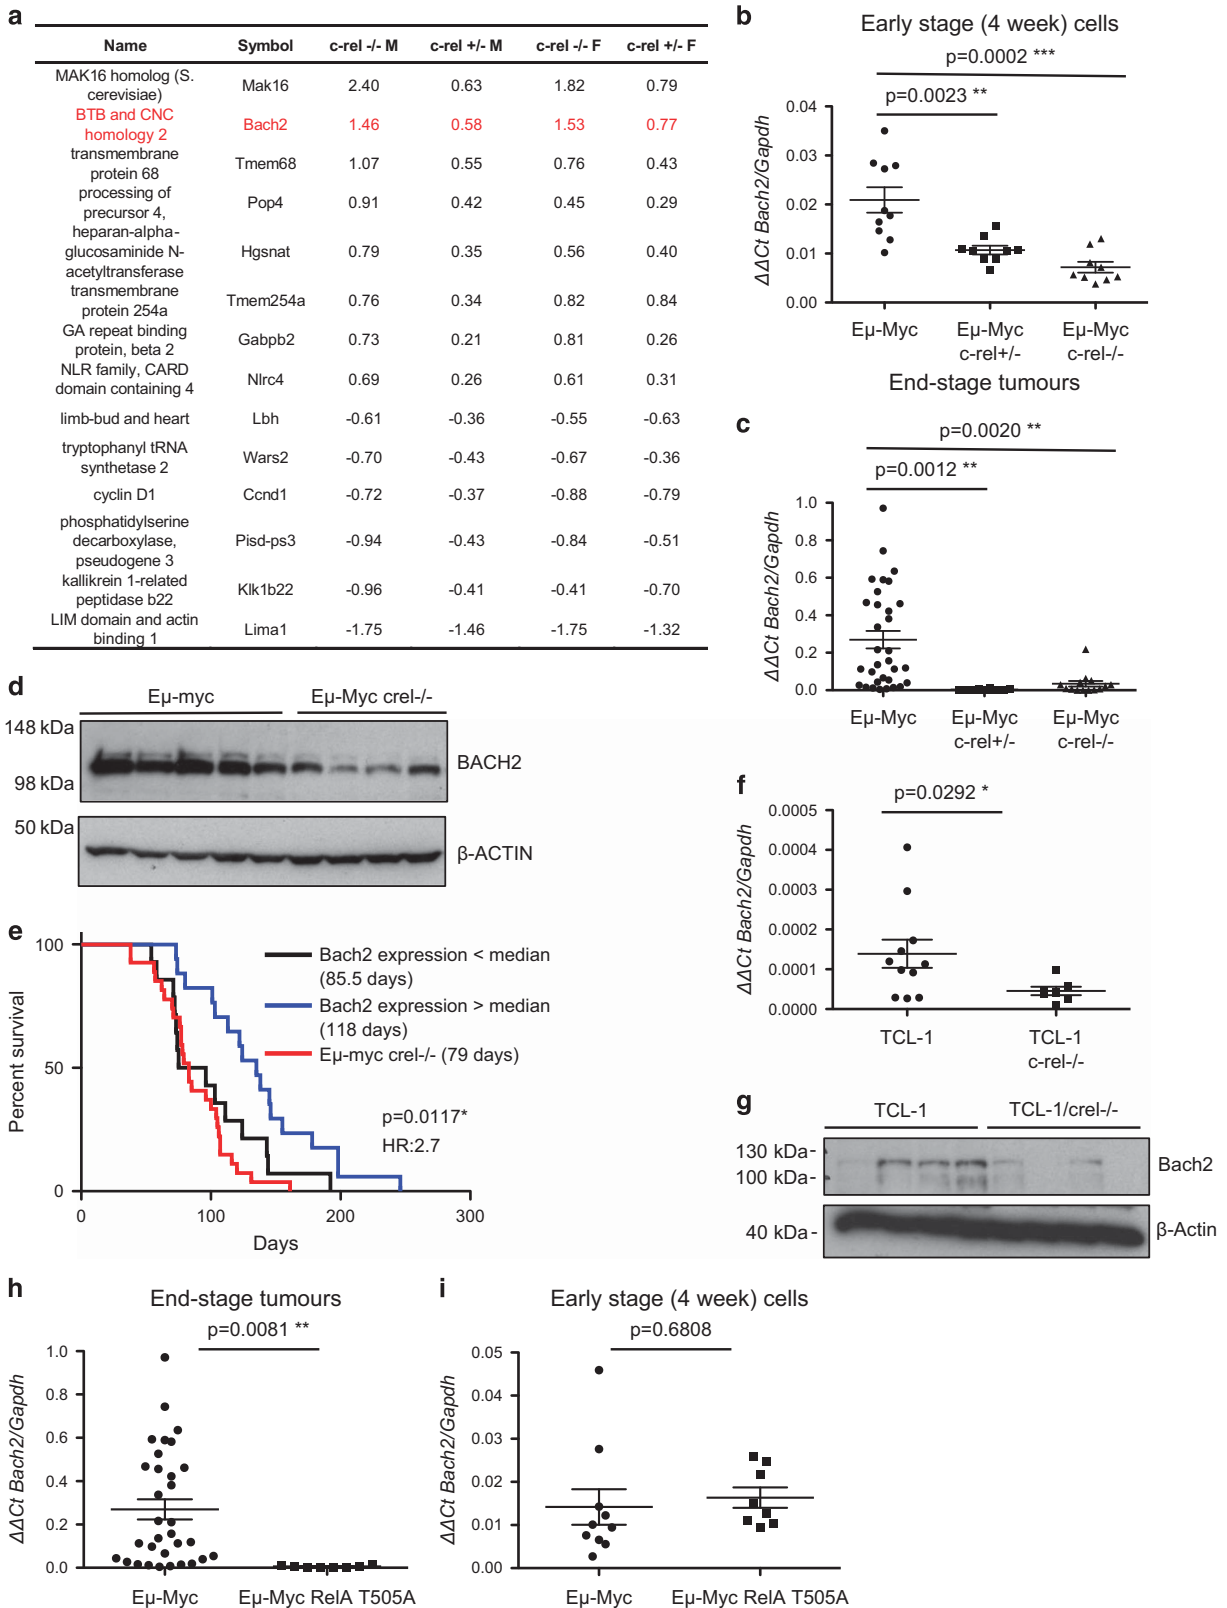 a
Name Symbol c-rel -/- M c-rel +/- M c-rel -/- F c-rel +/- F
MAK16 homolog (S. cerevisiae) Mak16 2.40 0.63 1.82 0.79
BTB and CNC homology 2 Bach2 1.46 0.58 1.53 0.77
transmembrane protein 68 Tmem68 1.07 0.55 0.76 0.43
processing of precursor 4, Pop4 0.91 0.42 0.45 0.29
heparan-alpha-glucosaminide N-acetyltransferase Hgsnat 0.79 0.35 0.56 0.40
transmembrane protein 254a Tmem254a 0.76 0.34 0.82 0.84
GA repeat binding protein, beta 2 Gabpb2 0.73 0.21 0.81 0.26
NLR family, CARD domain containing 4 Nlrc4 0.69 0.26 0.61 0.31
limb-bud and heart Lbh -0.61 -0.36 -0.55 -0.63
tryptophanyl tRNA synthetase 2 Wars2 -0.70 -0.43 -0.67 -0.36
cyclin D1 Ccnd1 -0.72 -0.37 -0.88 -0.79
phosphatidylserine decarboxylase, pseudogene 3 Pisd-ps3 -0.94 -0.43 -0.84 -0.51
kallikrein 1-related peptidase b22 Klk1b22 -0.96 -0.41 -0.41 -0.70
LIM domain and actin binding 1 Lima1 -1.75 -1.46 -1.75 -1.32
b
Early stage (4 week) cells
p=0.0002 ***
p=0.0023 **
ΔΔCt Bach2/Gapdh
0.04
0.03
0.02
0.01
0.00
Eµ-Myc
Eµ-Myc c-rel+/-
Eµ-Myc c-rel-/-
c
End-stage tumours
p=0.0020 **
p=0.0012 **
ΔΔCt Bach2/Gapdh
1.0
0.8
0.6
0.4
0.2
0.0
Eµ-Myc
Eµ-Myc c-rel+/-
Eµ-Myc c-rel-/-
d
Eµ-myc
Eµ-Myc crel-/-
148 kDa
98 kDa
BACH2
50 kDa
β-ACTIN
e
Percent survival
100
50
0
0 100 200 300
Days
Bach2 expression < median
(85.5 days)
Bach2 expression > median
(118 days)
Eµ-myc crel-/- (79 days)
p=0.0117*
HR:2.7
f
p=0.0292 *
ΔΔCt Bach2/Gapdh
0.0005
0.0004
0.0003
0.0002
0.0001
0.0000
TCL-1
TCL-1 c-rel-/-
g
TCL-1
TCL-1/crel-/-
130 kDa-
100 kDa-
Bach2
40 kDa-
β-Actin
h
End-stage tumours
p=0.0081 **
ΔΔCt Bach2/Gapdh
1.0
0.8
0.6
0.4
0.2
0.0
Eµ-Myc
Eµ-Myc RelA T505A
i
Early stage (4 week) cells
p=0.6808
ΔΔCt Bach2/Gapdh
0.05
0.04
0.03
0.02
0.01
0.00
Eµ-Myc
Eµ-Myc RelA T505A